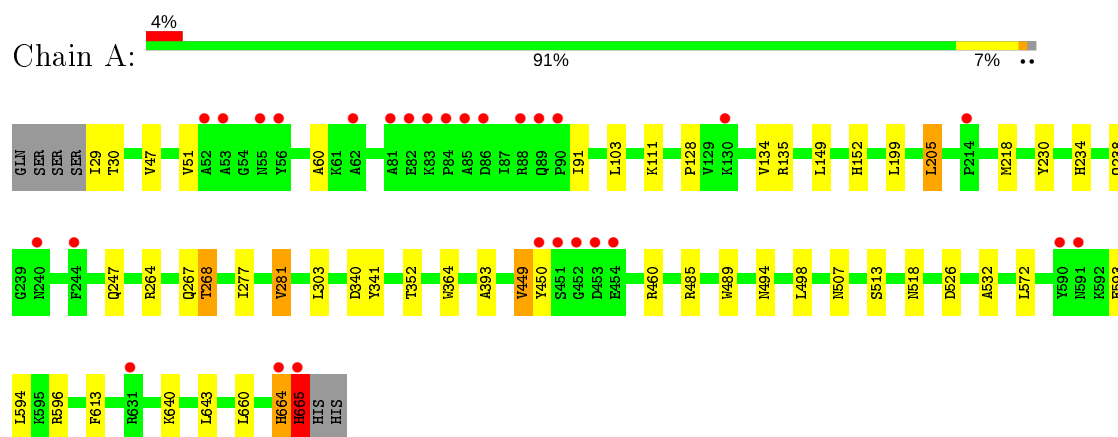 4%
Chain A:
91% 7% ••
GLN SER SER SER I29 T30 V47 V51 A52 A53 G54 N55 Y56 A60 K61 A62 A81 E82 K83 P84 A85 D86 I87 R88 Q89 P90 I91 L103 K111 P128 V129 K130 V134 R135 L149 H152 L199 L205 P214 M218 Y230 H234 Q238
G239 N240 F244 Q247 R264 Q267 T268 I277 V281 L303 D340 Y341 T352 W364 A393 V449 Y450 S451 G452 D453 E454 R460 R485 W489 N494 L498 N507 S513 N518 D526 A532 L572 Y590 N591 K592
L594 K595 R596 F613 R631 K640 L643 L660 H664 H665 HIS HIS